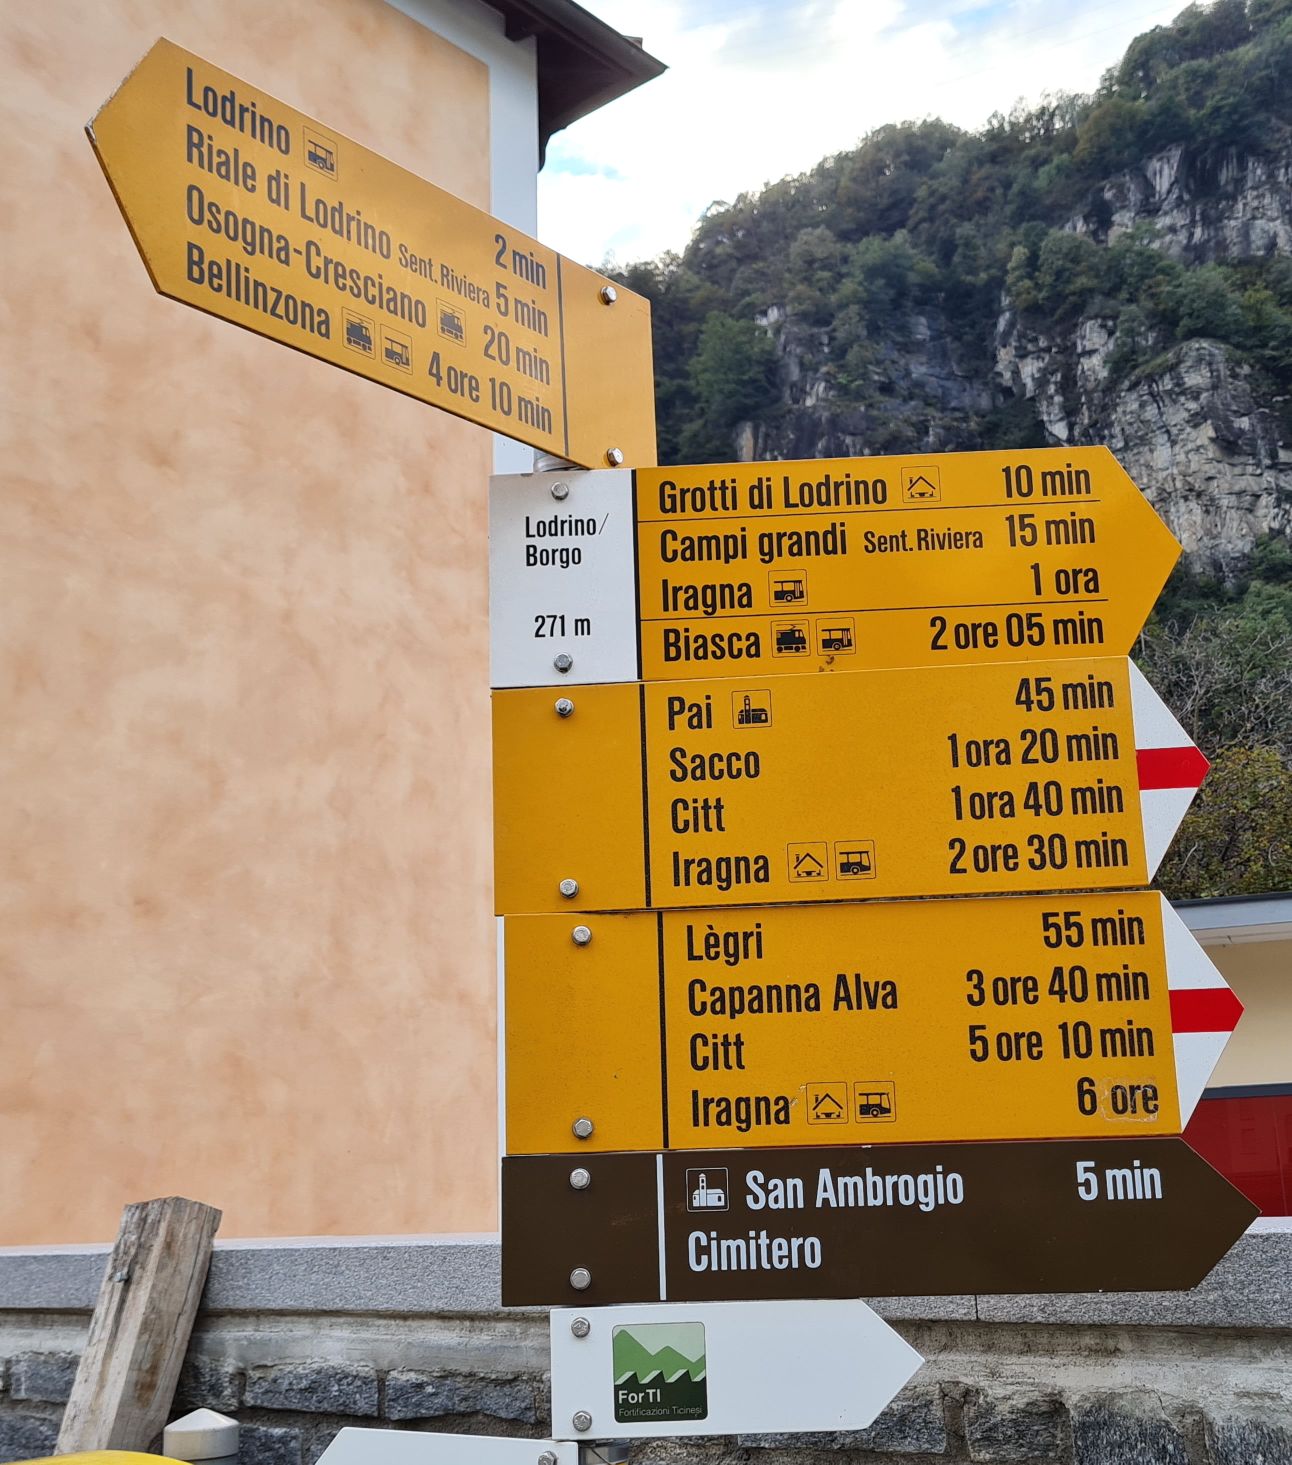 Lodrino 2 min
Riale di Lodrino Sent. Riviera 5 min
Osogna-Cresciano 20 min
Bellinzona 4 ore 10 min
Lodrino/
Borgo
271 m
Grotti di Lodrino 10 min
Campi grandi Sent. Riviera 15 min
Iragna 1 ora
Biasca 2 ore 05 min
Pai 45 min
Sacco 1 ora 20 min
Citt 1 ora 40 min
Iragna 2 ore 30 min
Lègri 55 min
Capanna Alva 3 ore 40 min
Citt 5 ore 10 min
Iragna 6 ore
San Ambrogio 5 min
Cimitero
ForTI
Fortificazioni Ticinesi